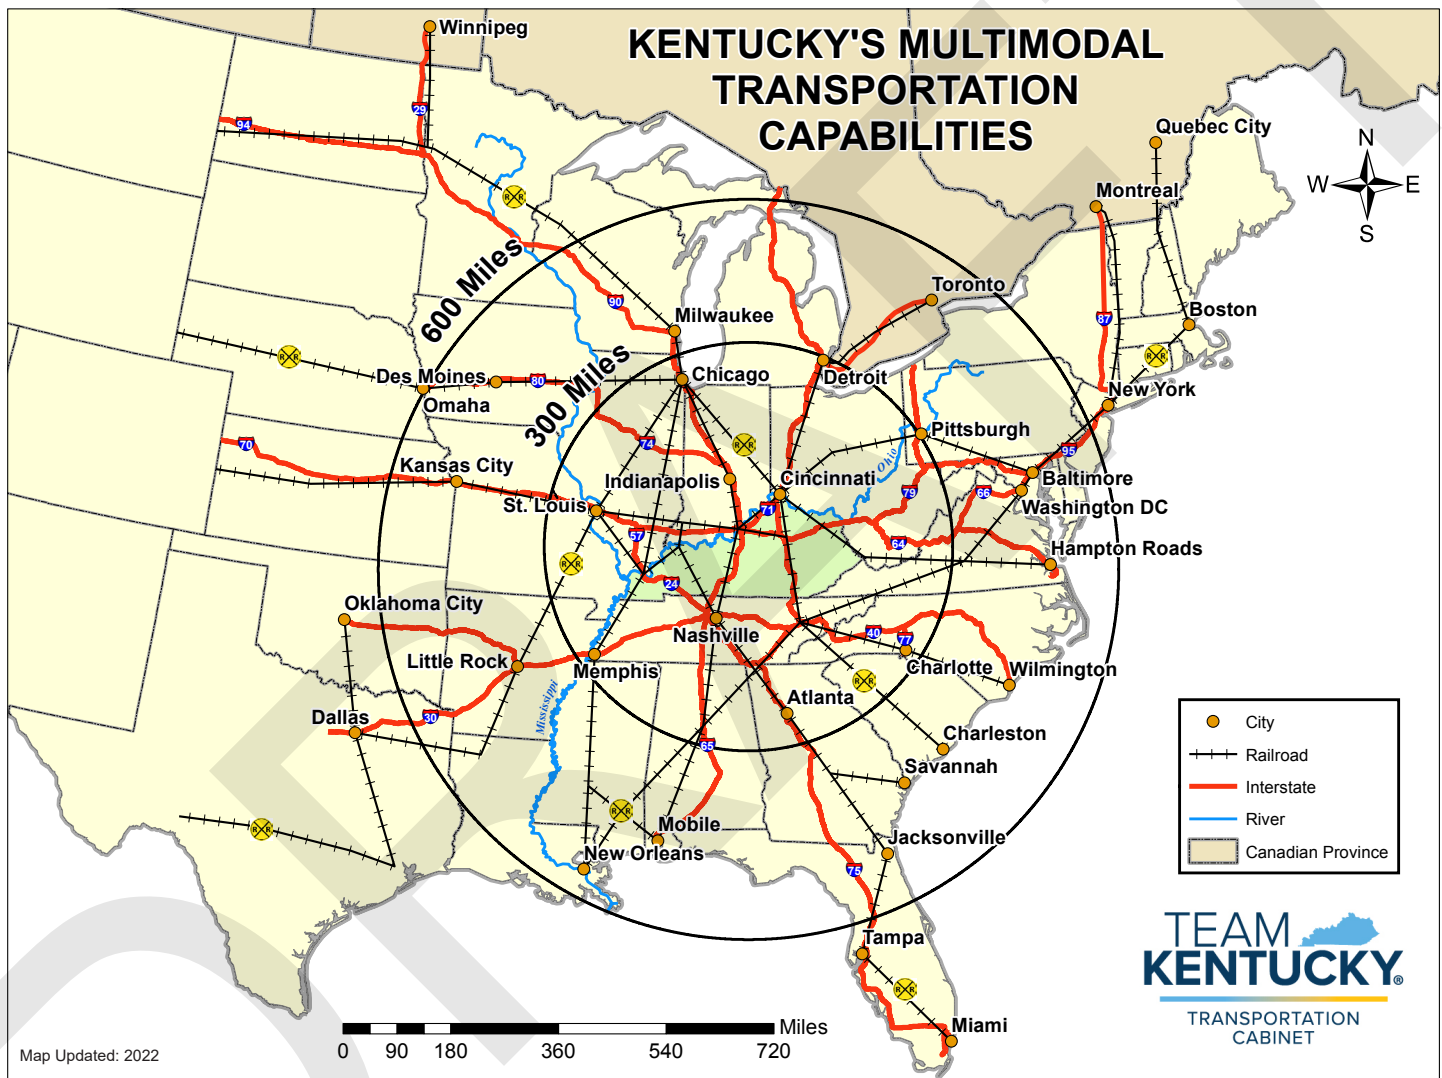 KENTUCKY'S MULTIMODAL
TRANSPORTATION
CAPABILITIES
Winnipeg
29
94
Quebec City
Montreal
N
W
E
S
600 Miles
90
Toronto
Milwaukee
87
Boston
300 Miles
Des Moines
80
Chicago
Detroit
Omaha
New York
Pittsburgh
70
74
95
Kansas City
Indianapolis
Cincinnati
Ohio
Baltimore
79
66
Washington DC
St. Louis
71
57
64
Hampton Roads
24
Oklahoma City
Nashville
40
77
Little Rock
Memphis
Charlotte
Wilmington
Mississippi
Atlanta
Dallas
30
65
Charleston
Savannah
Mobile
Jacksonville
New Orleans
75
Tampa
Miami
R R
R R
R R
R R
R R
R R
R R
R R
R R
City
Railroad
Interstate
River
Canadian Province
TEAM
KENTUCKY®
TRANSPORTATION
CABINET
Miles
0 90 180 360 540 720
Map Updated: 2022